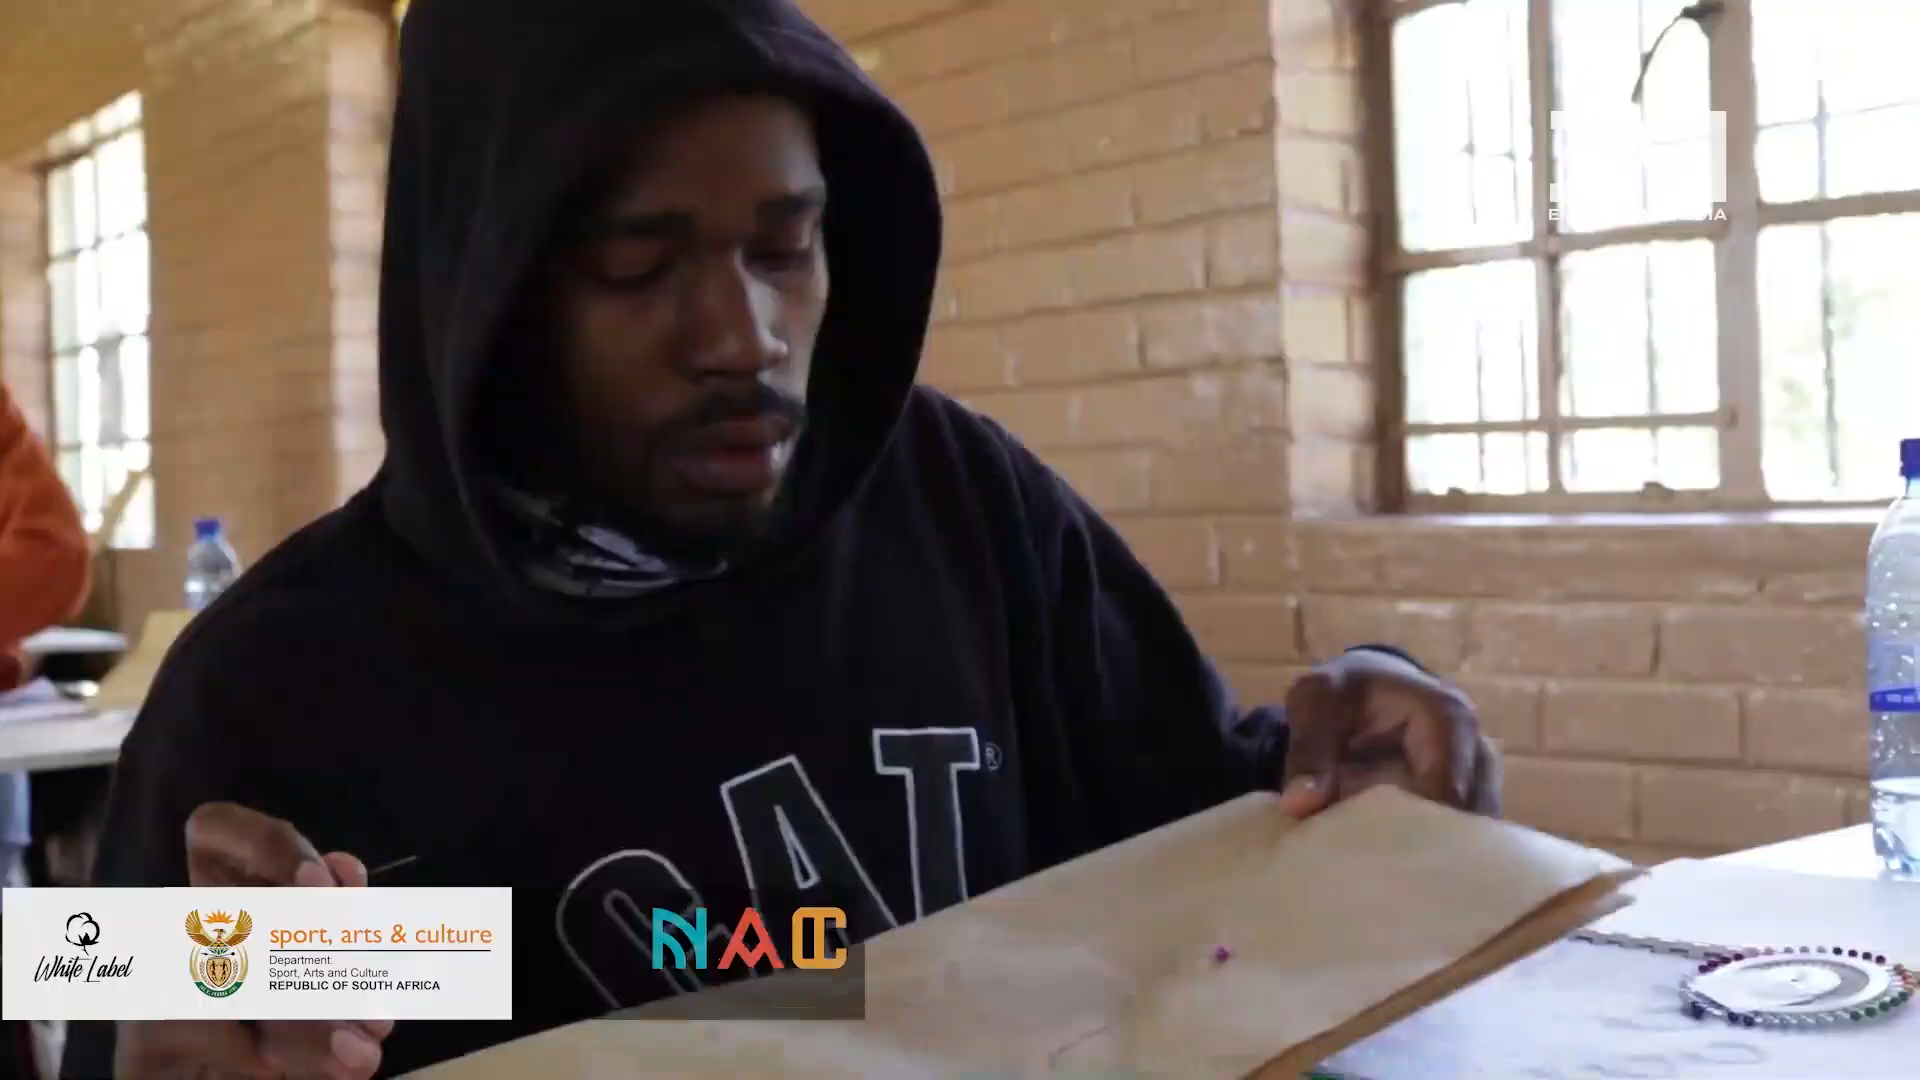 CAT®
White Label
sport, arts & culture
Department:
Sport, Arts and Culture
REPUBLIC OF SOUTH AFRICA
NAC